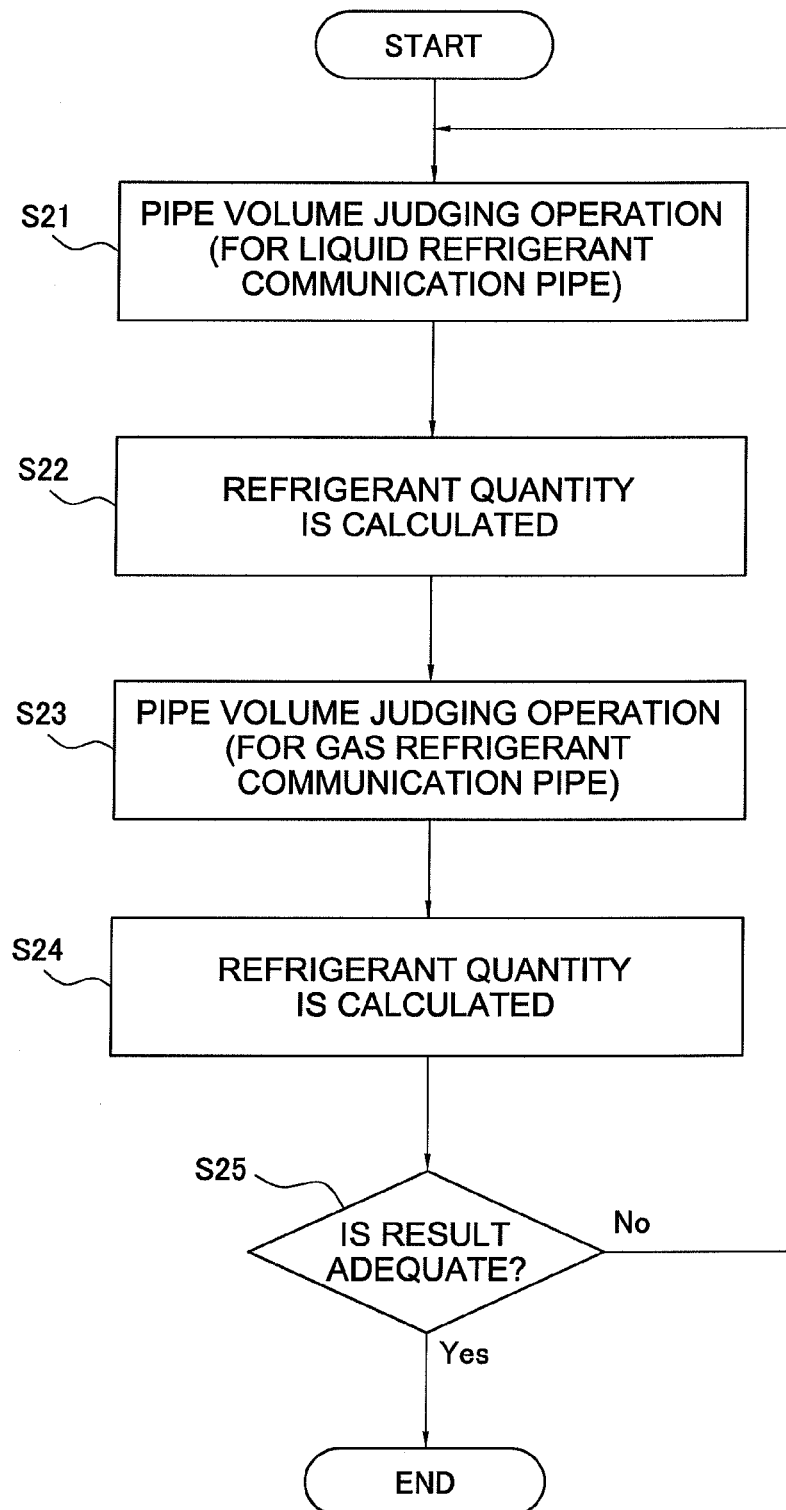 START
S21
PIPE VOLUME JUDGING OPERATION
(FOR LIQUID REFRIGERANT
COMMUNICATION PIPE)
S22
REFRIGERANT QUANTITY
IS CALCULATED
S23
PIPE VOLUME JUDGING OPERATION
(FOR GAS REFRIGERANT
COMMUNICATION PIPE)
S24
REFRIGERANT QUANTITY
IS CALCULATED
S25
IS RESULT
ADEQUATE?
No
Yes
END